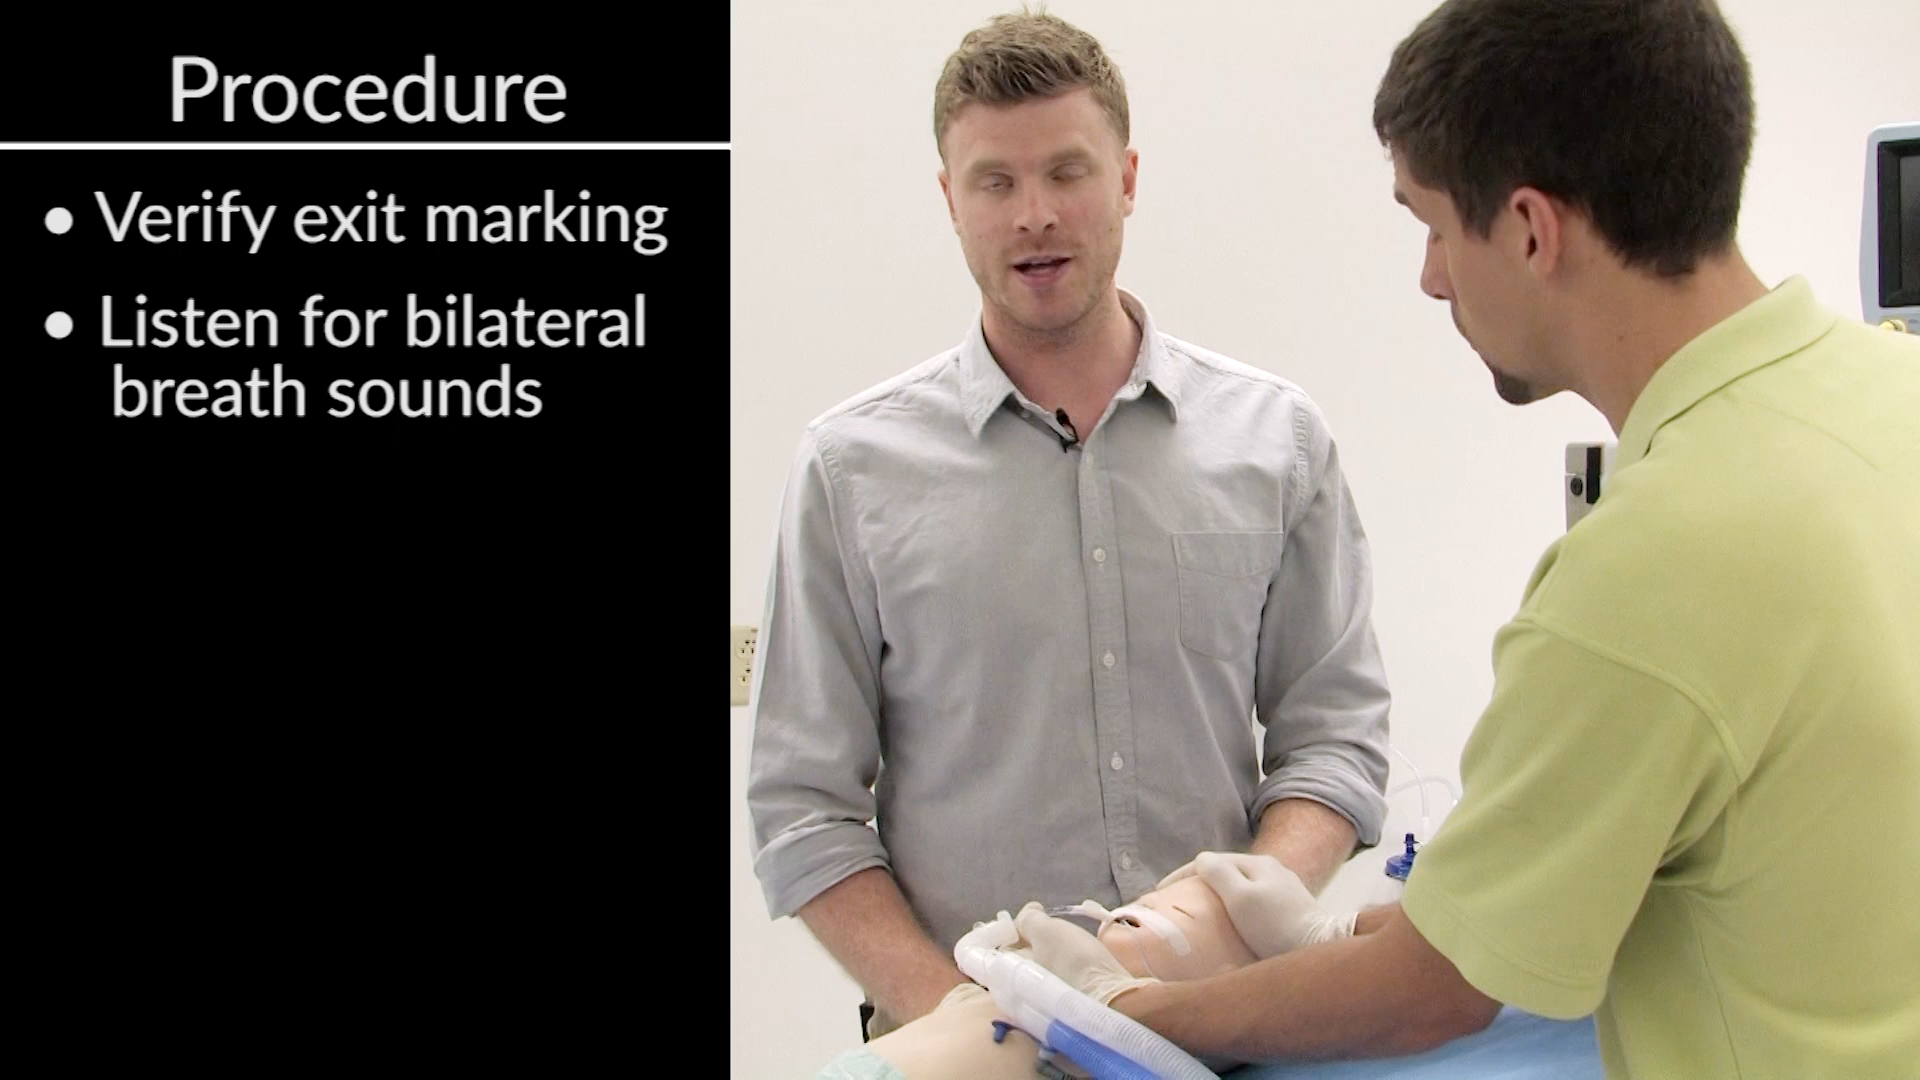 Procedure
• Verify exit marking
• Listen for bilateral
breath sounds